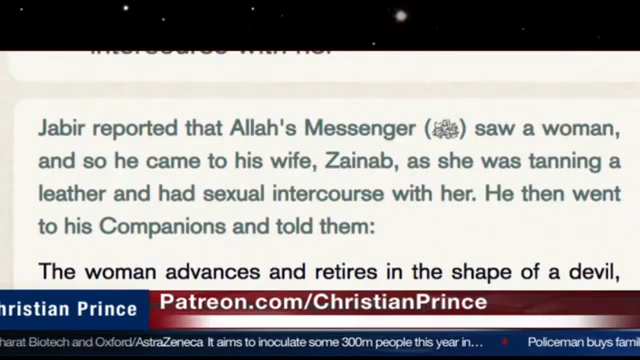 intercourse with her.
Jabir reported that Allah's Messenger (ﷺ) saw a woman,
and so he came to his wife, Zainab, as she was tanning a
leather and had sexual intercourse with her. He then went
to his Companions and told them:
The woman advances and retires in the shape of a devil,
Christian Prince
Patreon.com/ChristianPrince
harat Biotech and Oxford/AstraZeneca It aims to inoculate some 300m people this year in… Policeman buys fami